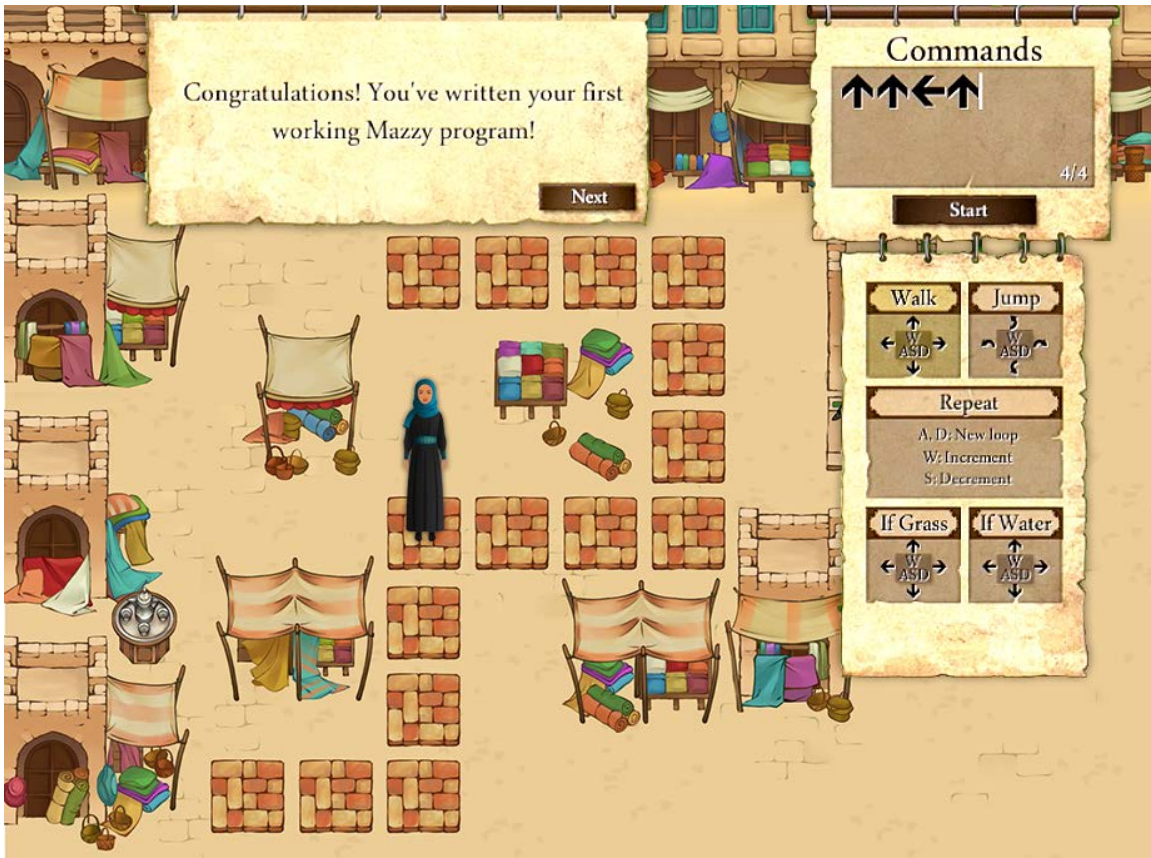 Congratulations! You've written your first
working Mazzy program!
Next
Commands
↑↑←↑
4/4
Start
Walk
W
ASD
Jump
W
ASD
Repeat
A, D: New loop
W: Increment
S: Decrement
If Grass
W
ASD
If Water
W
ASD